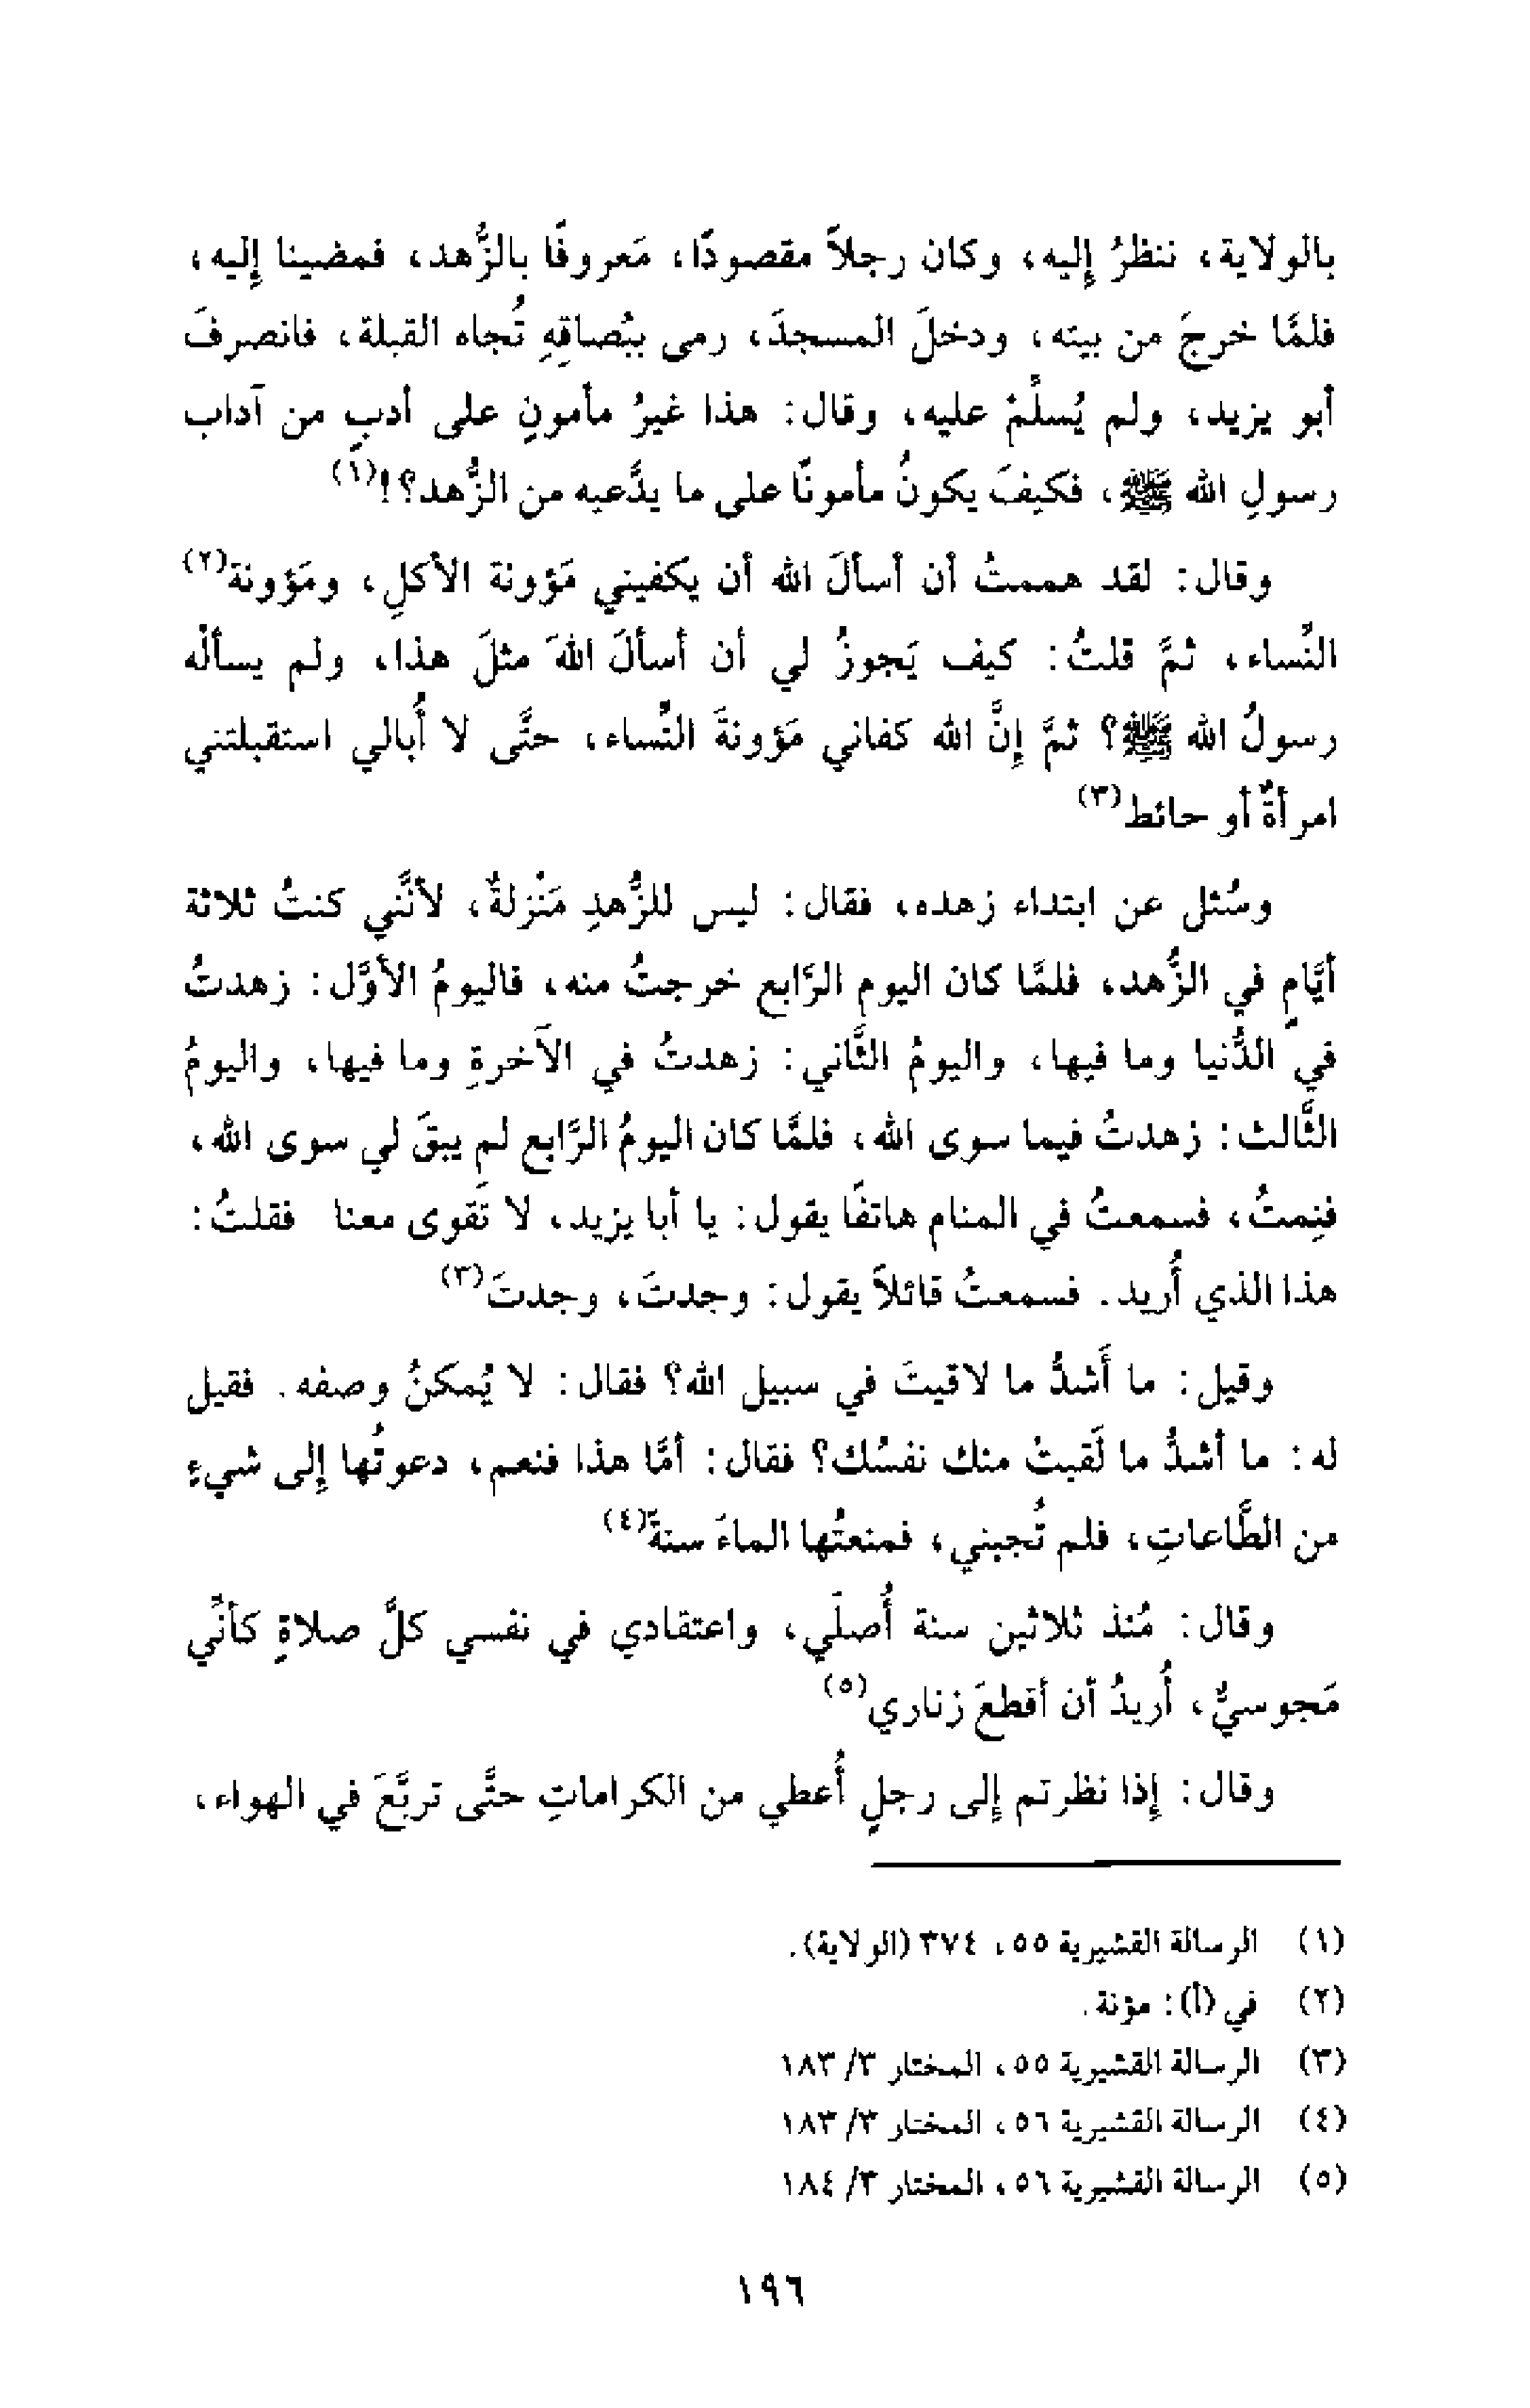 بالولاية، ننظرُ إليه، وكان رجلاً مقصودًا، مَعروفًا بالزُّهد، فمضينا إليه،
فلمَّا خرجَ من بيته، ودخلَ المسجدَ، رمى ببُصاقِهِ تُجاه القبلة، فانصرفَ
أبو يزيد، ولم يُسلِّمْ عليه، وقال: هذا غيرُ مأمونٍ على أدبٍ من آداب
رسولِ الله ﷺ، فكيفَ يكونُ مأمونًا على ما يدَّعيه من الزُّهد؟!(١)
وقال: لقد هممتُ أن أسألَ الله أن يكفيني مَؤونة الأكلِ، ومَؤونة(٢)
النِّساء، ثمَّ قلتُ: كيف يَجوزُ لي أن أسألَ اللهَ مثلَ هذا، ولم يسألْه
رسولُ الله ﷺ؟ ثمَّ إنَّ الله كفاني مَؤونةَ النِّساء، حتَّى لا أُبالي استقبلتني
امرأةٌ أو حائط(٣)
وسُئل عن ابتداء زهده، فقال: ليس للزُّهدِ مَنْزلةٌ، لأنَّني كنتُ ثلاثة
أيَّامٍ في الزُّهد، فلمَّا كان اليوم الرَّابع خرجتُ منه، فاليومُ الأوَّل: زهدتُ
في الدُّنيا وما فيها، واليومُ الثَّاني: زهدتُ في الآخرةِ وما فيها، واليومُ
الثَّالث: زهدتُ فيما سوى الله، فلمَّا كان اليومُ الرَّابع لم يبقَ لي سوى الله،
فنِمتُ، فسمعتُ في المنام هاتفًا يقول: يا أبا يزيد، لا تَقوى معنا فقلتُ:
هذا الذي أُريد. فسمعتُ قائلاً يقول: وجدتَ، وجدتَ(٣)
وقيل: ما أَشدُّ ما لاقيتَ في سبيل الله؟ فقال: لا يُمكنُ وصفه. فقيل
له: ما أشدُّ ما لَقيتْ منك نفسُك؟ فقال: أمَّا هذا فنعم، دعوتُها إلى شيءٍ
من الطَّاعاتِ، فلم تُجبني، فمنعتُها الماءَ سنةً(٤)
وقال: مُنذ ثلاثين سنة أُصلِّي، واعتقادي في نفسي كلَّ صلاةٍ كأنِّي
مَجوسيٌّ، أُريدُ أن أقطعَ زناري(٥)
وقال: إذا نظرتم إلى رجلٍ أُعطي من الكراماتِ حتَّى تربَّعَ في الهواء،
(١) الرسالة القشيرية ٥٥، ٣٧٤ (الولاية).
(٢) في (أ): مؤنة.
(٣) الرسالة القشيرية ٥٥، المختار ٣/ ١٨٣
(٤) الرسالة القشيرية ٥٦، المختار ٣/ ١٨٣
(٥) الرسالة القشيرية ٥٦، المختار ٣/ ١٨٤
١٩٦